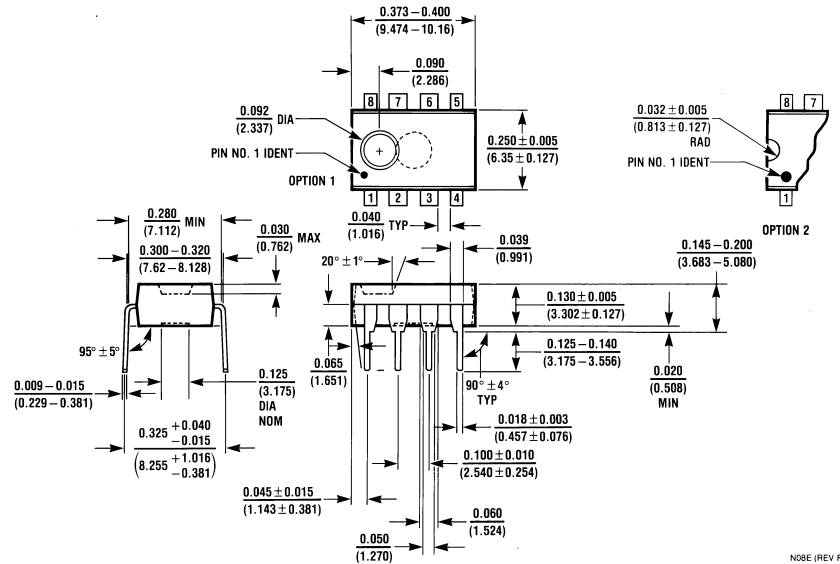 0.373–0.400
(9.474–10.16)
0.090
(2.286)
8 7 6 5
0.092 DIA
(2.337)
PIN NO. 1 IDENT
OPTION 1
0.250 ± 0.005
(6.35 ± 0.127)
1 2 3 4
8 7
0.032 ± 0.005
(0.813 ± 0.127)
RAD
PIN NO. 1 IDENT
1
OPTION 2
0.280 MIN
(7.112)
0.300–0.320
(7.62–8.128)
0.030 MAX
(0.762)
0.040 TYP
(1.016)
20° ± 1°
0.039
(0.991)
0.145–0.200
(3.683–5.080)
0.130 ± 0.005
(3.302 ± 0.127)
0.125–0.140
(3.175–3.556)
0.020
(0.508)
MIN
95° ± 5°
0.009–0.015
(0.229–0.381)
0.125
(3.175)
DIA
NOM
0.065
(1.651)
90° ± 4°
TYP
0.325 +0.040
−0.015
(8.255 +1.016
−0.381)
0.018 ± 0.003
(0.457 ± 0.076)
0.100 ± 0.010
(2.540 ± 0.254)
0.045 ± 0.015
(1.143 ± 0.381)
0.060
(1.524)
0.050
(1.270)
N08E (REV F